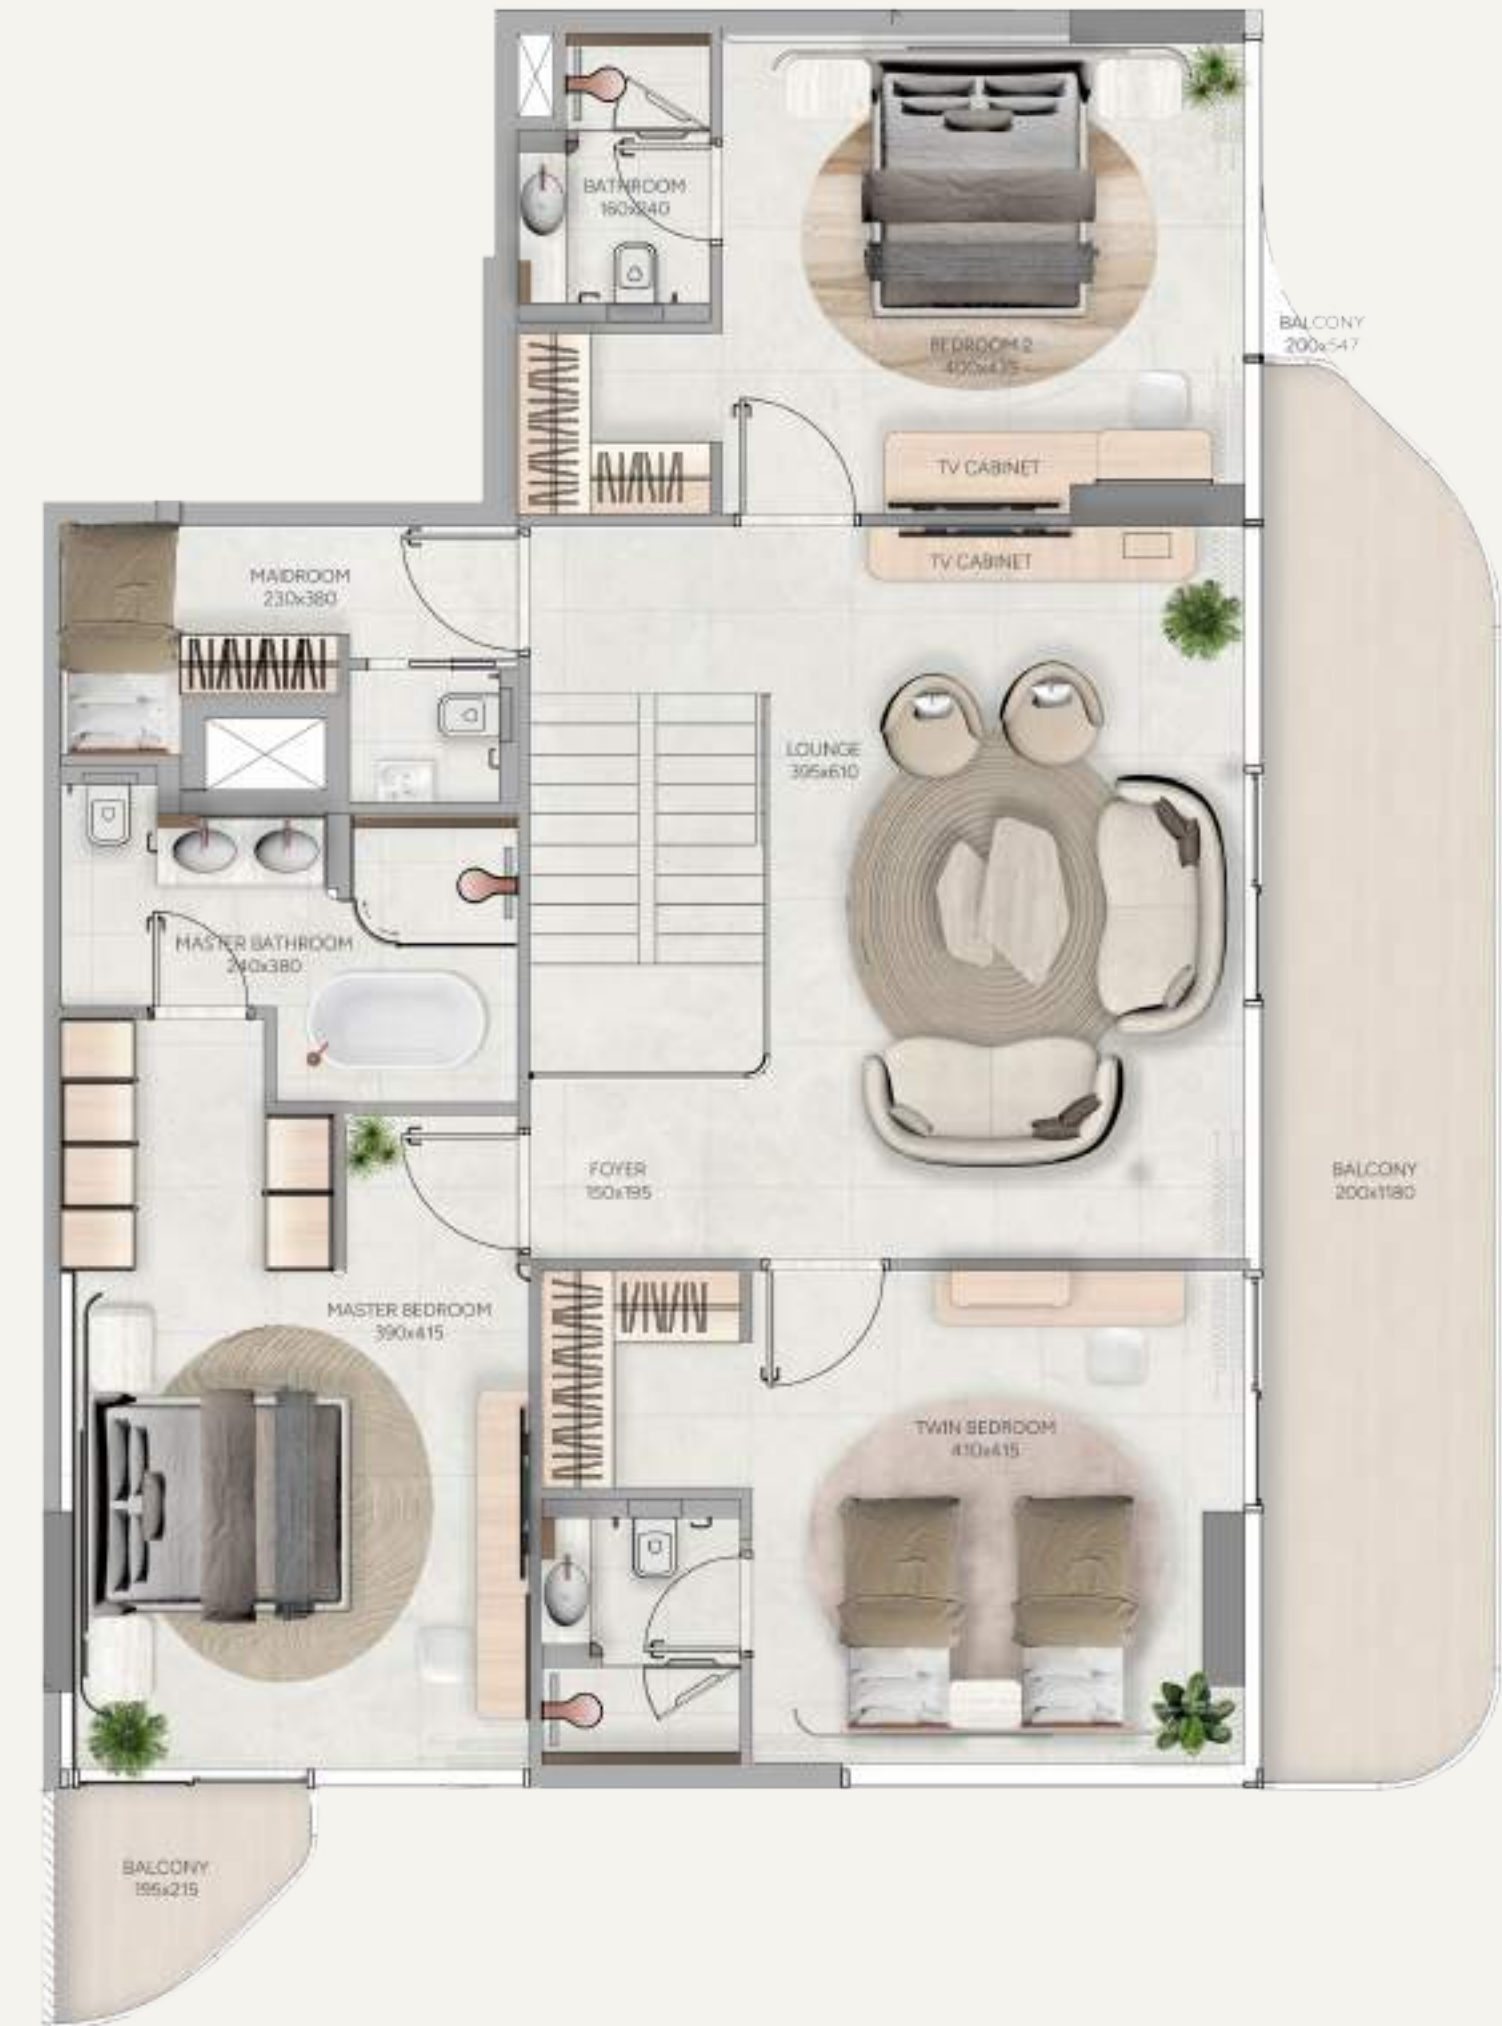 BATHROOM
160x240
BALCONY
200x547
BEDROOM 2
400x435
TV CABINET
TV CABINET
MAIDROOM
230x380
LOUNGE
395x610
MASTER BATHROOM
240x380
FOYER
150x195
BALCONY
200x1180
MASTER BEDROOM
390x415
TWIN BEDROOM
410x415
BALCONY
195x215